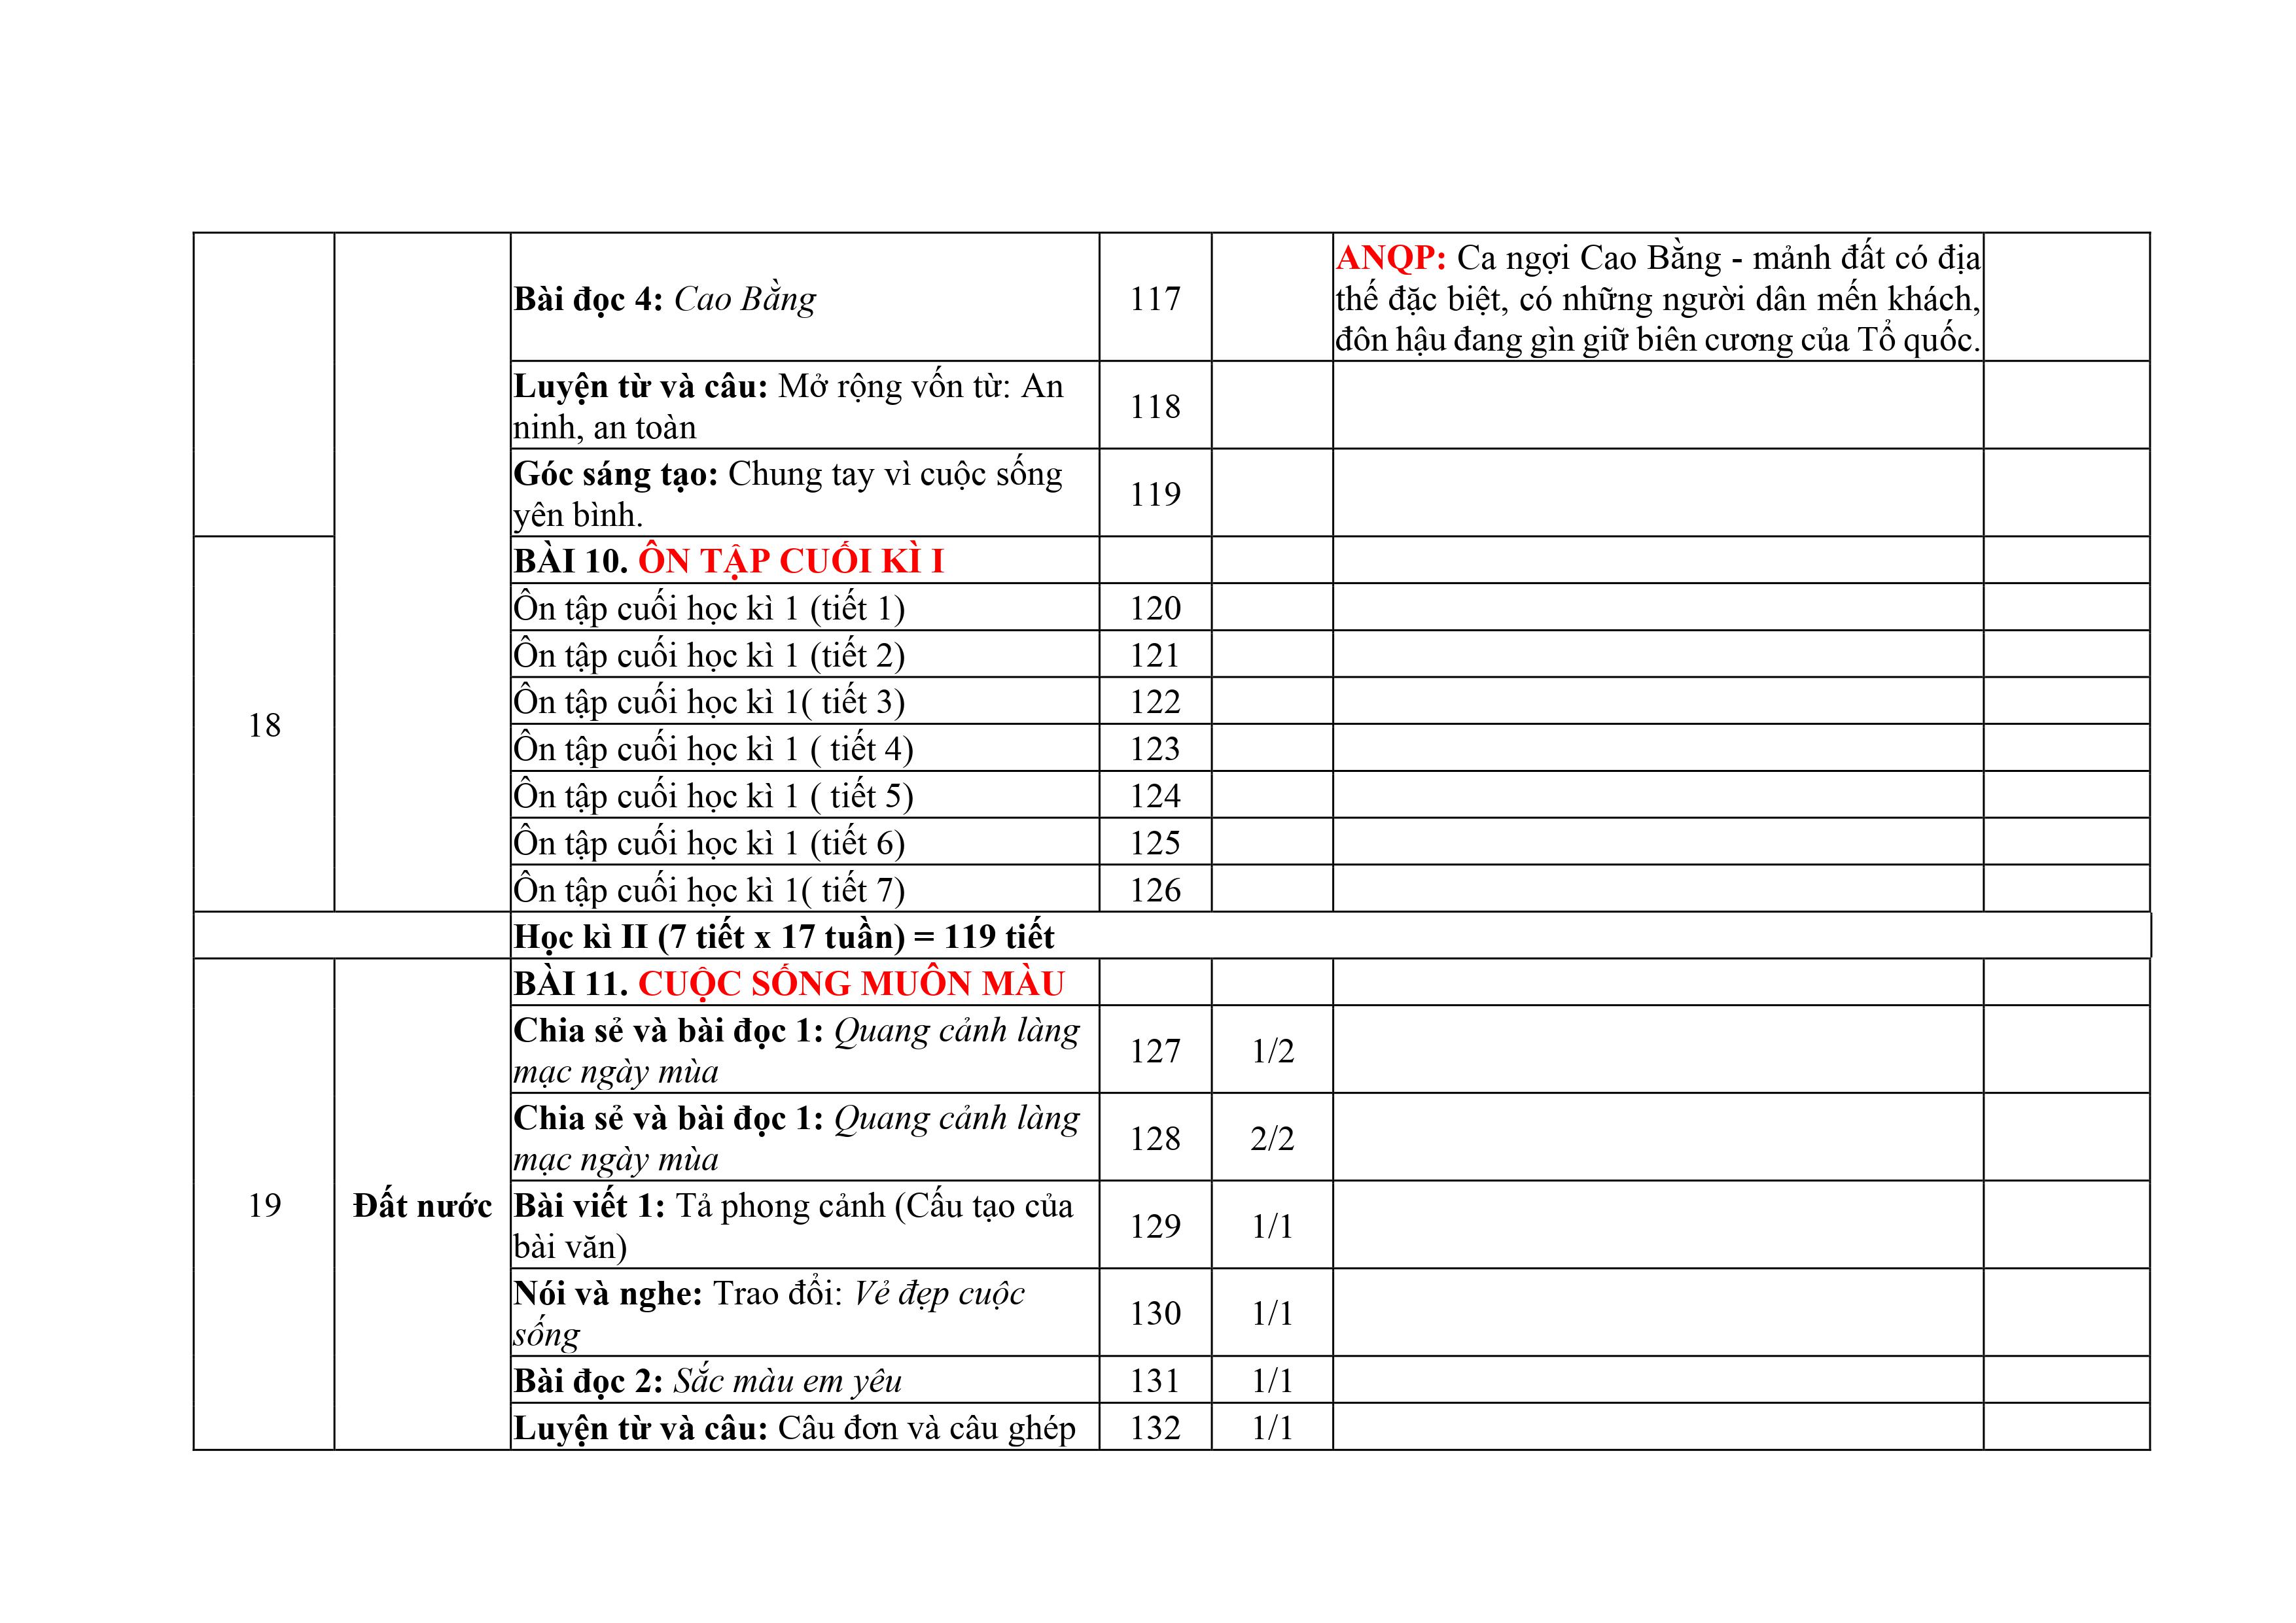 Bài đọc 4: Cao Bằng
117
ANQP: Ca ngợi Cao Bằng - mảnh đất có địa
thế đặc biệt, có những người dân mến khách,
đôn hậu đang gìn giữ biên cương của Tổ quốc.
Luyện từ và câu: Mở rộng vốn từ: An
ninh, an toàn
118
Góc sáng tạo: Chung tay vì cuộc sống
yên bình.
119
18
BÀI 10. ÔN TẬP CUỐI KÌ I
Ôn tập cuối học kì 1 (tiết 1)
120
Ôn tập cuối học kì 1 (tiết 2)
121
Ôn tập cuối học kì 1( tiết 3)
122
Ôn tập cuối học kì 1 ( tiết 4)
123
Ôn tập cuối học kì 1 ( tiết 5)
124
Ôn tập cuối học kì 1 (tiết 6)
125
Ôn tập cuối học kì 1( tiết 7)
126
Học kì II (7 tiết x 17 tuần) = 119 tiết
19
Đất nước
BÀI 11. CUỘC SỐNG MUÔN MÀU
Chia sẻ và bài đọc 1: Quang cảnh làng
mạc ngày mùa
127
1/2
Chia sẻ và bài đọc 1: Quang cảnh làng
mạc ngày mùa
128
2/2
Bài viết 1: Tả phong cảnh (Cấu tạo của
bài văn)
129
1/1
Nói và nghe: Trao đổi: Vẻ đẹp cuộc
sống
130
1/1
Bài đọc 2: Sắc màu em yêu
131
1/1
Luyện từ và câu: Câu đơn và câu ghép
132
1/1